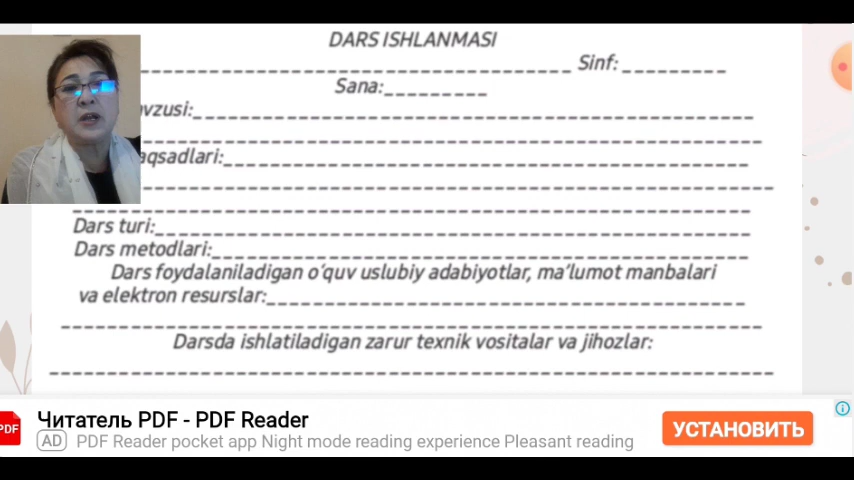 DARS ISHLANMASI
Sinf:
Sana:
vzusi:
aqsadlari:
Dars turi:
Dars metodlari:
Dars foydalaniladigan o‘quv uslubiy adabiyotlar, ma’lumot manbalari
va elektron resurslar:
Darsda ishlatiladigan zarur texnik vositalar va jihozlar:
PDF
Читатель PDF - PDF Reader
AD PDF Reader pocket app Night mode reading experience Pleasant reading
УСТАНОВИТЬ